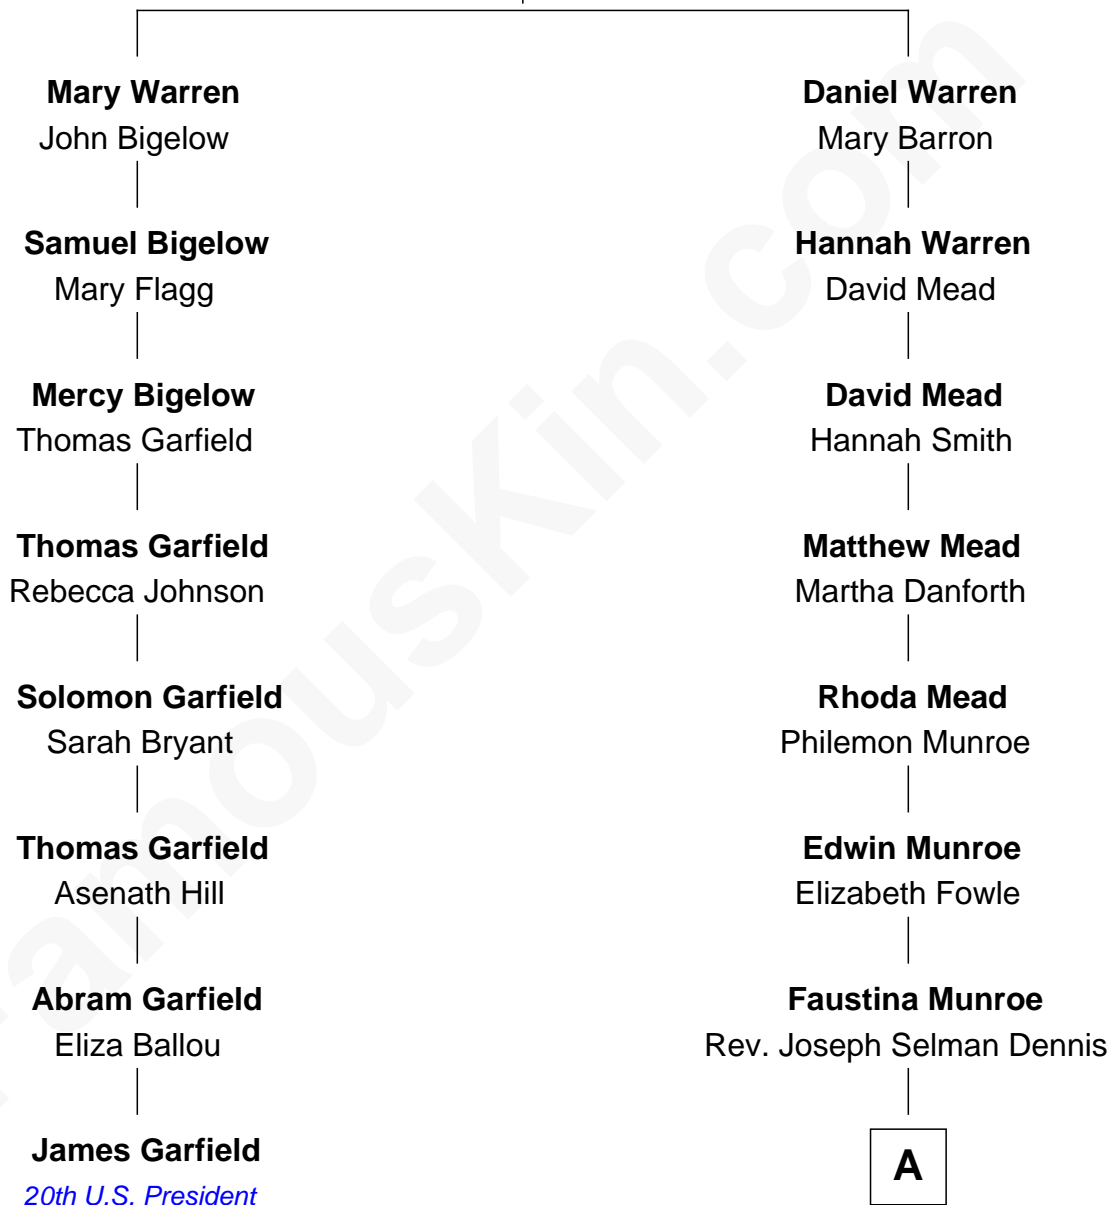 Mary Warren
John Bigelow
Samuel Bigelow
Mary Flagg
Mercy Bigelow
Thomas Garfield
Thomas Garfield
Rebecca Johnson
Solomon Garfield
Sarah Bryant
Thomas Garfield
Asenath Hill
Abram Garfield
Eliza Ballou
James Garfield
20th U.S. President
Daniel Warren
Mary Barron
Hannah Warren
David Mead
David Mead
Hannah Smith
Matthew Mead
Martha Danforth
Rhoda Mead
Philemon Munroe
Edwin Munroe
Elizabeth Fowle
Faustina Munroe
Rev. Joseph Selman Dennis
A
FamousKin.com